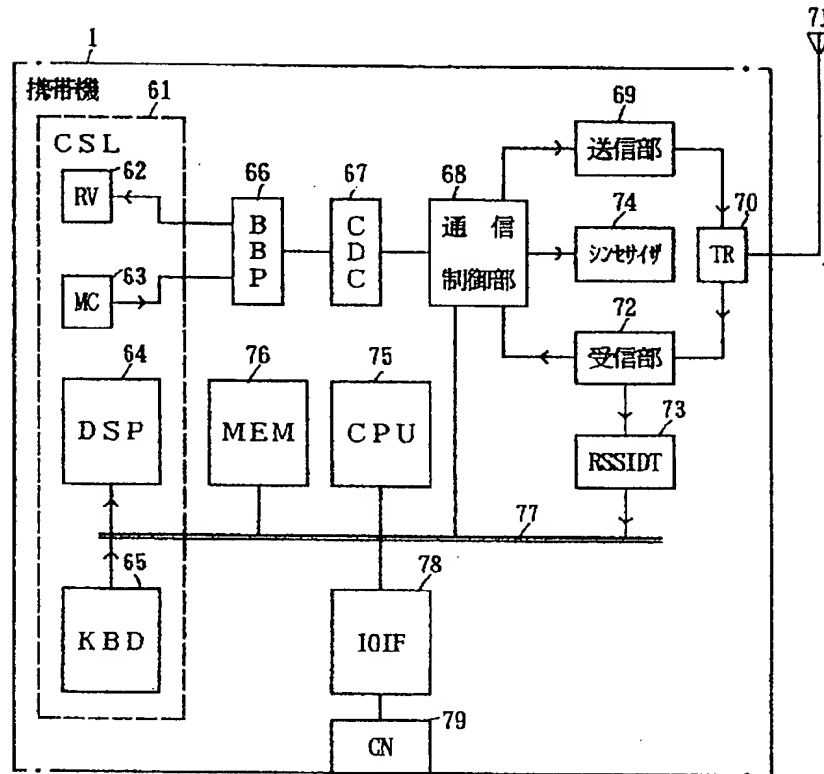 71
1
携帯機
61
CSL
62
RV
63
MC
64
DSP
65
KBD
66
BBP
67
CDC
68
通信
制御部
69
送信部
74
シンセサイザ
70
TR
72
受信部
73
RSSIDT
76
MEM
75
CPU
77
78
IOIF
79
CN